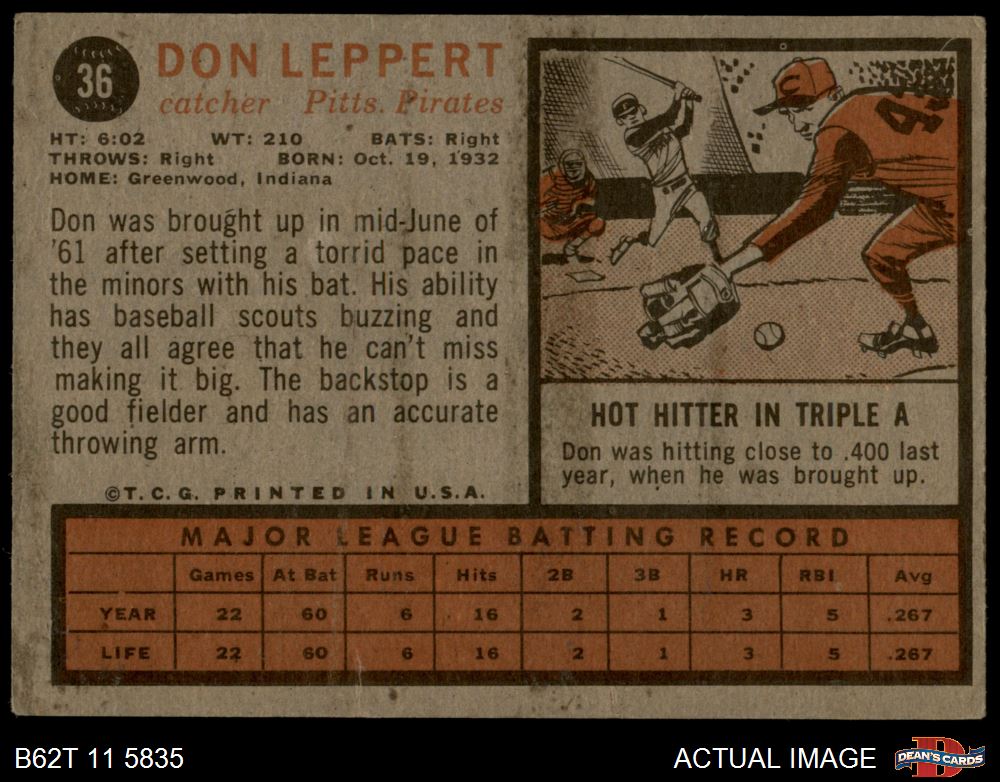 36
DON LEPPERT
catcher Pitts. Pirates
HT: 6:02 WT: 210 BATS: Right
THROWS: Right BORN: Oct. 19, 1932
HOME: Greenwood, Indiana
Don was brought up in mid-June of
'61 after setting a torrid pace in
the minors with his bat. His ability
has baseball scouts buzzing and
they all agree that he can't miss
making it big. The backstop is a
good fielder and has an accurate
throwing arm.
©T.C.G. PRINTED IN U.S.A.
C
HOT HITTER IN TRIPLE A
Don was hitting close to .400 last
year, when he was brought up.
MAJOR LEAGUE BATTING RECORD
Games At Bat Runs Hits 2B 3B HR RBI Avg
YEAR 22 60 6 16 2 1 3 5 .267
LIFE 22 60 6 16 2 1 3 5 .267
B62T 11 5835 ACTUAL IMAGE DEAN'S CARDS